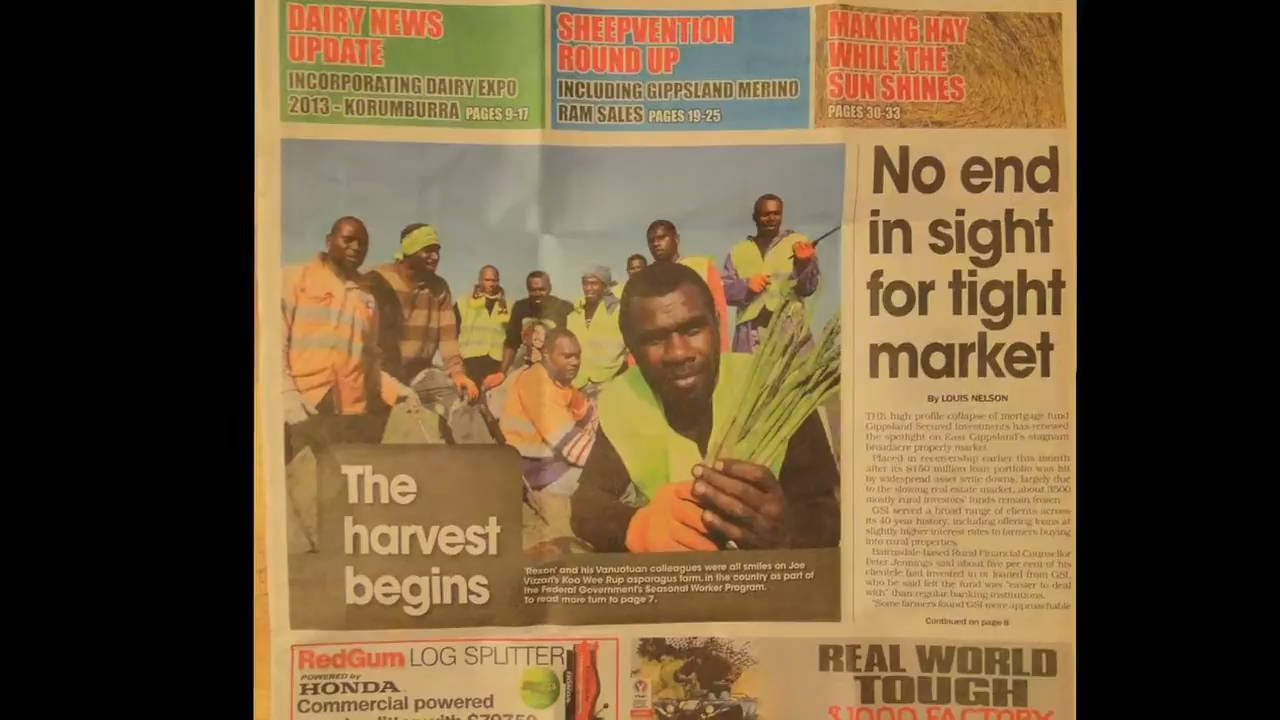 DAIRY NEWS
UPDATE
INCORPORATING DAIRY EXPO
2013 - KORUMBURRA PAGES 9-17
SHEEPVENTION
ROUND UP
INCLUDING GIPPSLAND MERINO
RAM SALES PAGES 19-25
MAKING HAY
WHILE THE
SUN SHINES
PAGES 30-33
The
harvest
begins
'Rexon' and his Vanuatuan colleagues were all smiles on Joe
Vizzari's Koo Wee Rup asparagus farm, in the country as part of
the Federal Government's Seasonal Worker Program.
To read more turn to page 7.
No end
in sight
for tight
market
By LOUIS NELSON
THE high profile collapse of mortgage fund
Gippsland Secured Investments has renewed
the spotlight on East Gippsland's stagnant
broadacre property market.
Placed in receivership earlier this month
after its $150 million loan portfolio was hit
by widespread asset write downs, largely due
to the slowing real estate market, about 3500
mostly rural investors' funds remain frozen.
GSI served a broad range of clients across
its 40 year history, including offering loans at
slightly higher interest rates to farmers buying
into rural properties.
Bairnsdale-based Rural Financial Counsellor
Peter Jennings said about five per cent of his
clientele had invested in or loaned from GSI,
who he said felt the fund was "easier to deal
with" than regular banking institutions.
"Some farmers found GSI more approachable
Continued on page 8
RedGum LOG SPLITTER
POWERED by
HONDA
Commercial powered
REAL WORLD
TOUGH
$1000 FACTORY